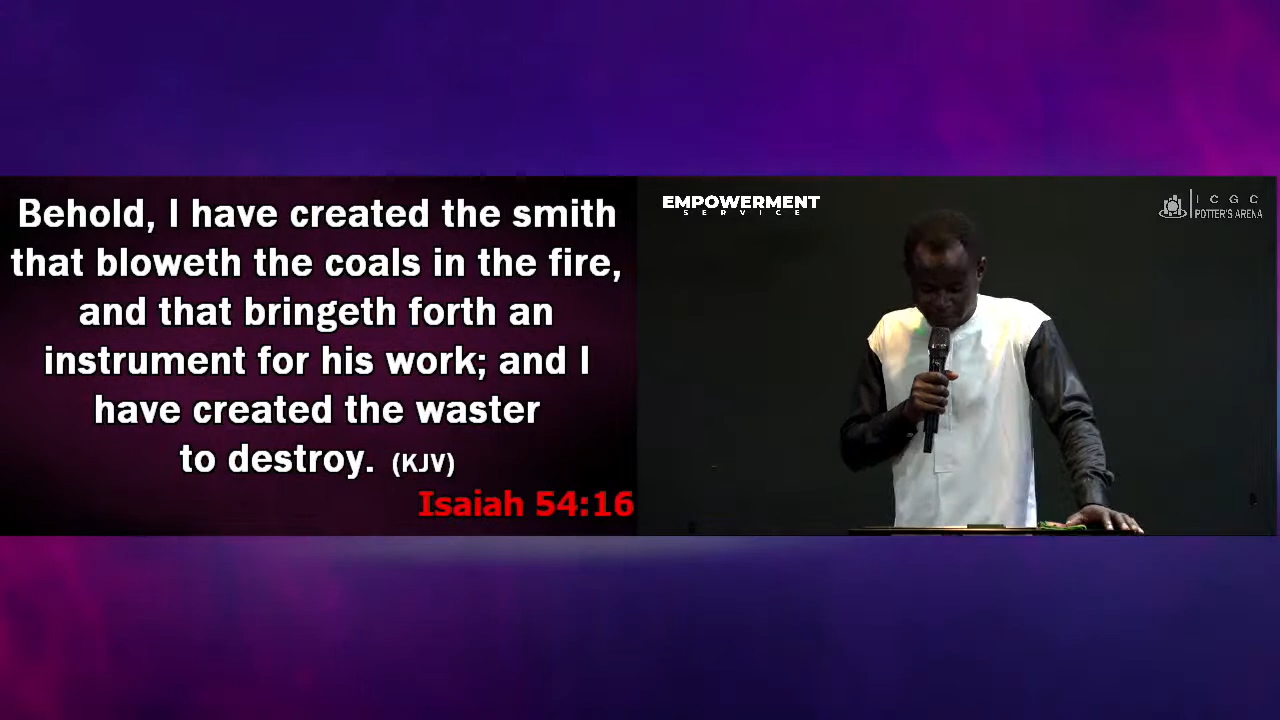 Behold, I have created the smith
that bloweth the coals in the fire,
and that bringeth forth an
instrument for his work; and I
have created the waster
to destroy. (KJV)
Isaiah 54:16
EMPOWERMENT
SERVICE
ICGC
POTTER'S ARENA